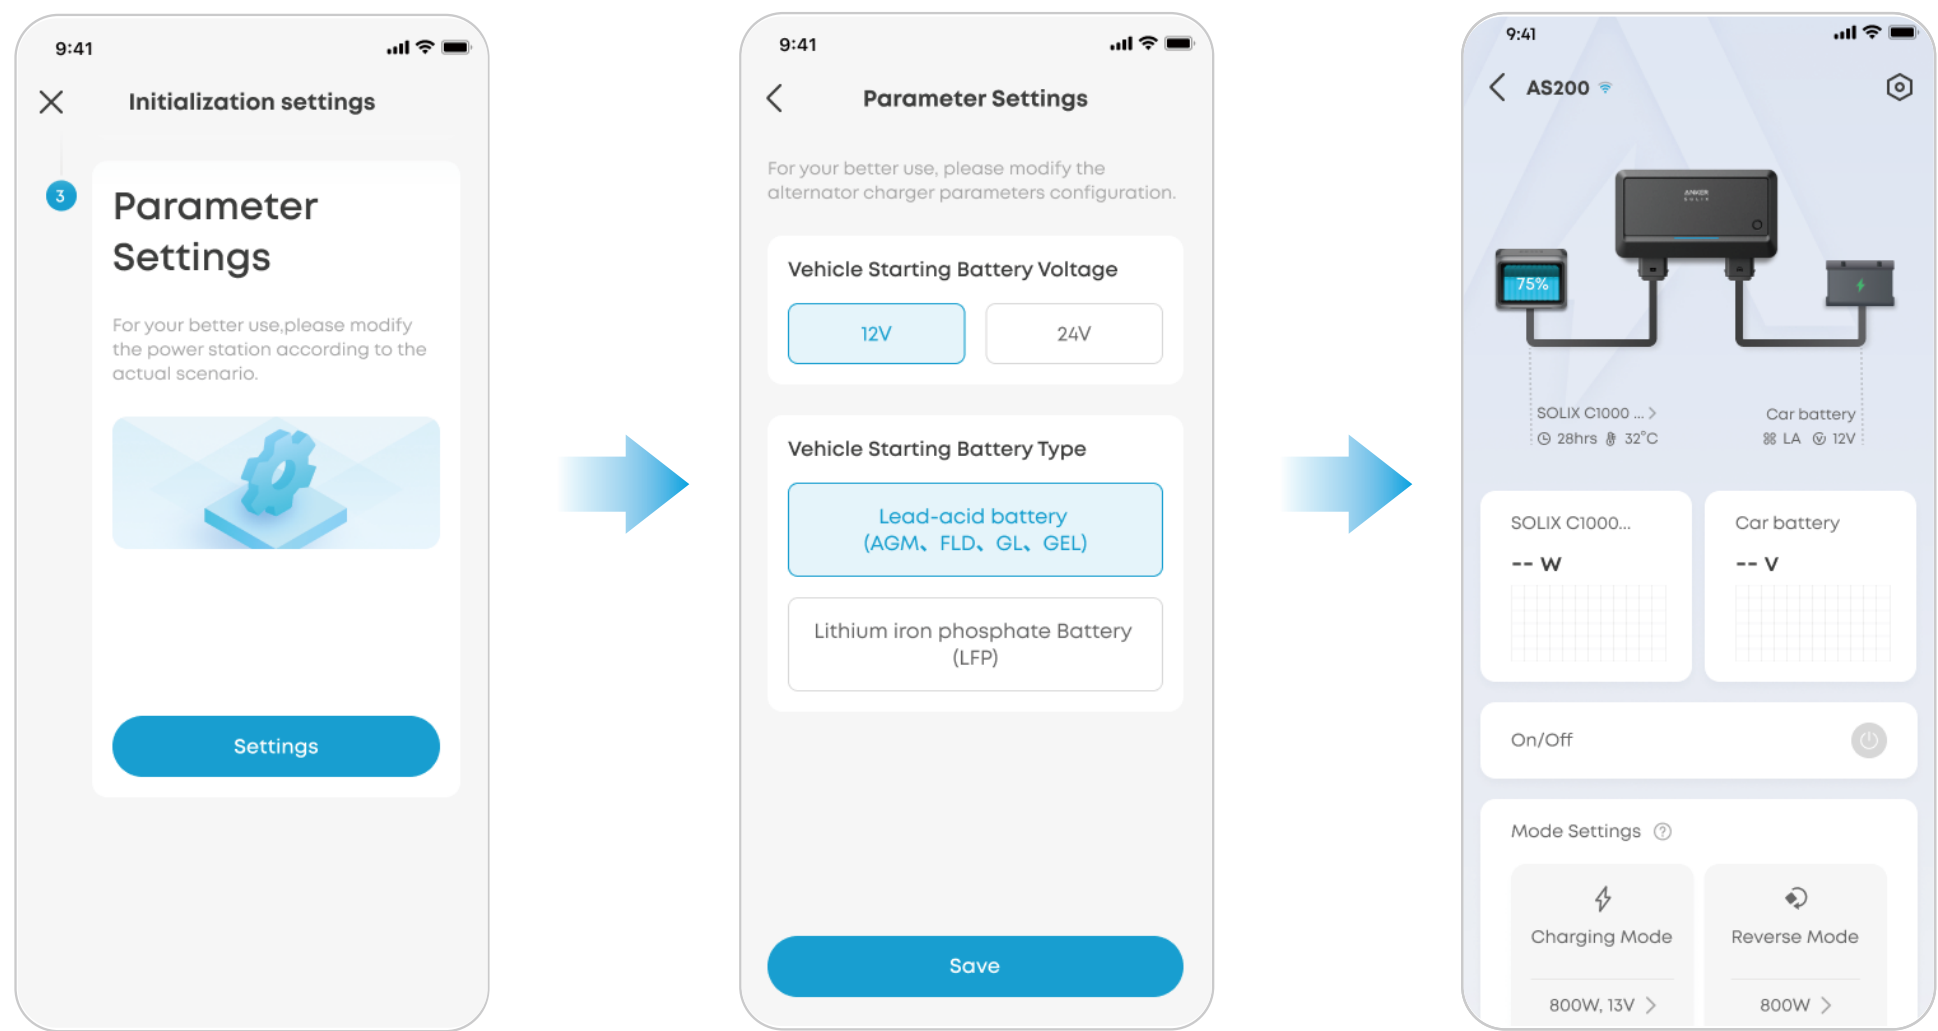 9:41
Initialization settings
3
Parameter
Settings
For your better use,please modify
the power station according to the
actual scenario.
Settings
9:41
Parameter Settings
For your better use, please modify the
alternator charger parameters configuration.
Vehicle Starting Battery Voltage
12V 24V
Vehicle Starting Battery Type
Lead-acid battery
(AGM、FLD、GL、GEL)
Lithium iron phosphate Battery
(LFP)
Save
9:41
AS200
ANKER
SOLIX
75%
SOLIX C1000 ... Car battery
28hrs 32°C LA 12V
SOLIX C1000... Car battery
-- W -- V
On/Off
Mode Settings ?
Charging Mode Reverse Mode
800W, 13V 800W